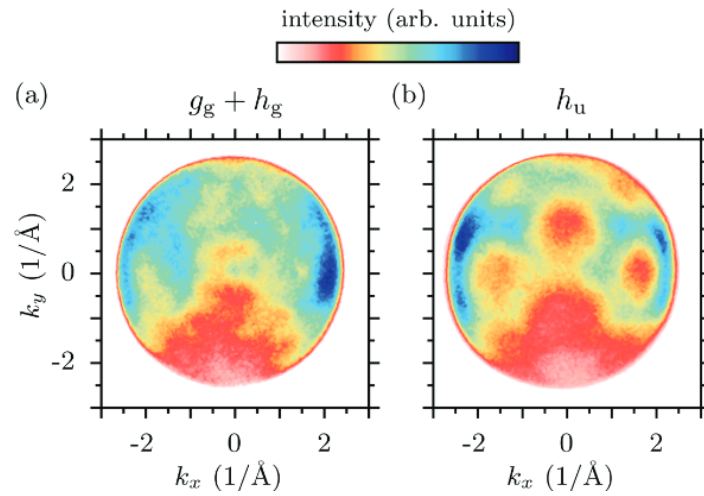 intensity (arb. units)
(a) g_g + h_g (b) h_u
2
0
-2
k_y (1/Å)
-2 0 2 -2 0 2
k_x (1/Å) k_x (1/Å)